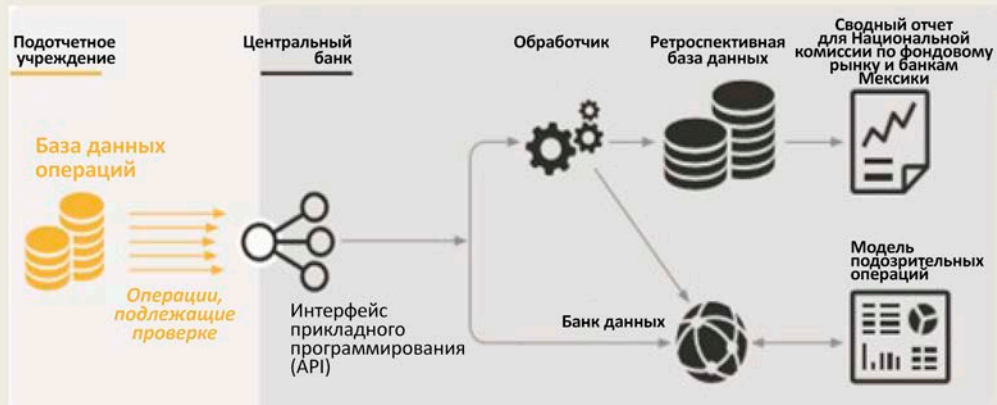 Подотчетное
учреждение
Центральный
банк
Обработчик
Ретроспективная
база данных
Сводный отчет
для Национальной
комиссии по фондовому
рынку и банкам
Мексики
База данных
операций
Операции,
подлежащие
проверке
Интерфейс
прикладного
программирования
(API)
Банк данных
Модель
подозрительных
операций